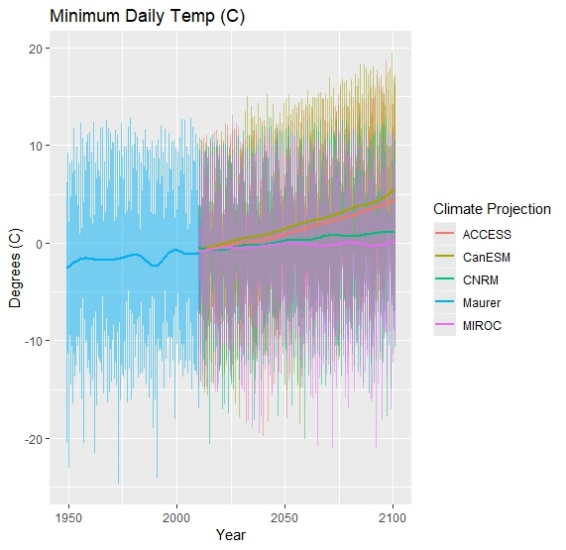 Minimum Daily Temp (C)
20
10
0
-10
-20
Degrees (C)
1950
2000
2050
2100
Year
Climate Projection
ACCESS
CanESM
CNRM
Maurer
MIROC